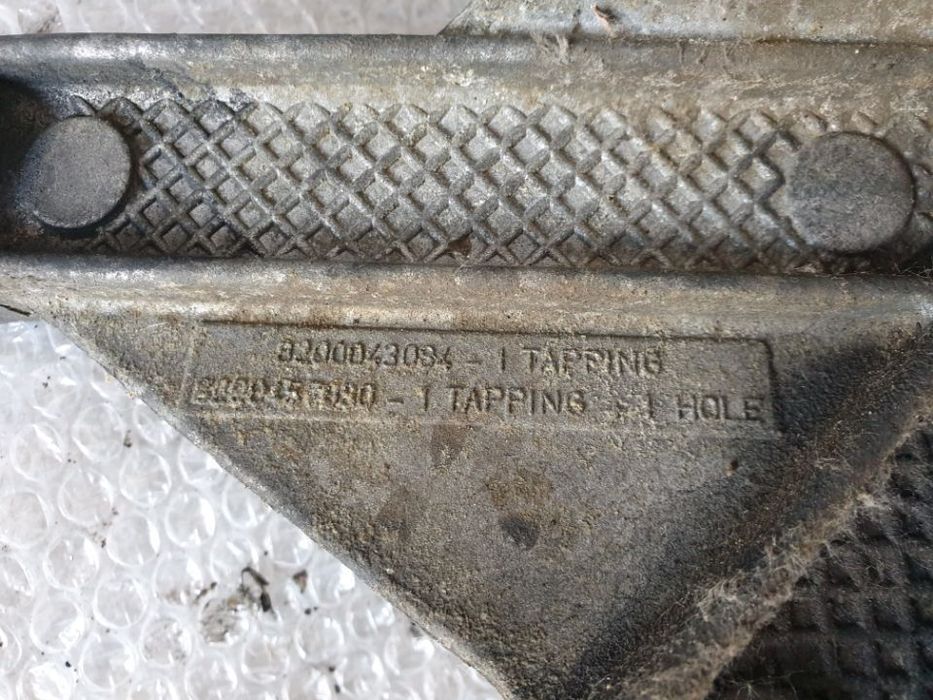 8200043084 - 1 TAPPING
- 1 TAPPING + 1 HOLE